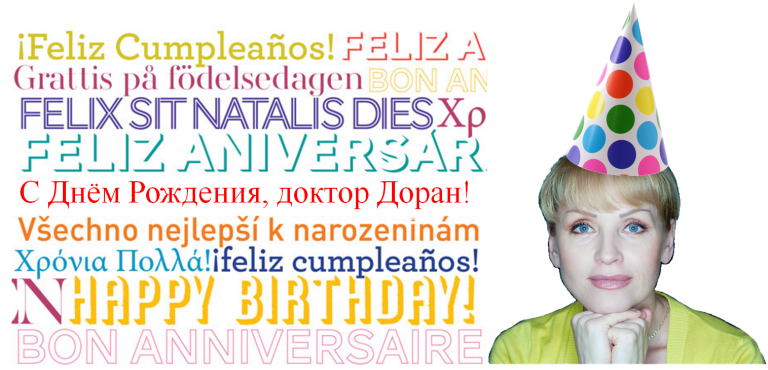 ¡Feliz Cumpleaños! FELIZ A
Grattis på födelsedagen BON AN
FELIX SIT NATALIS DIES Χρ
FELIZ ANIVERSÁR
С Днём Рождения, доктор Доран!
Všechno nejlepší k narozeninám
Χρόνια Πολλά! ¡feliz cumpleaños!
N HAPPY BIRTHDAY!
BON ANNIVERSAIRE